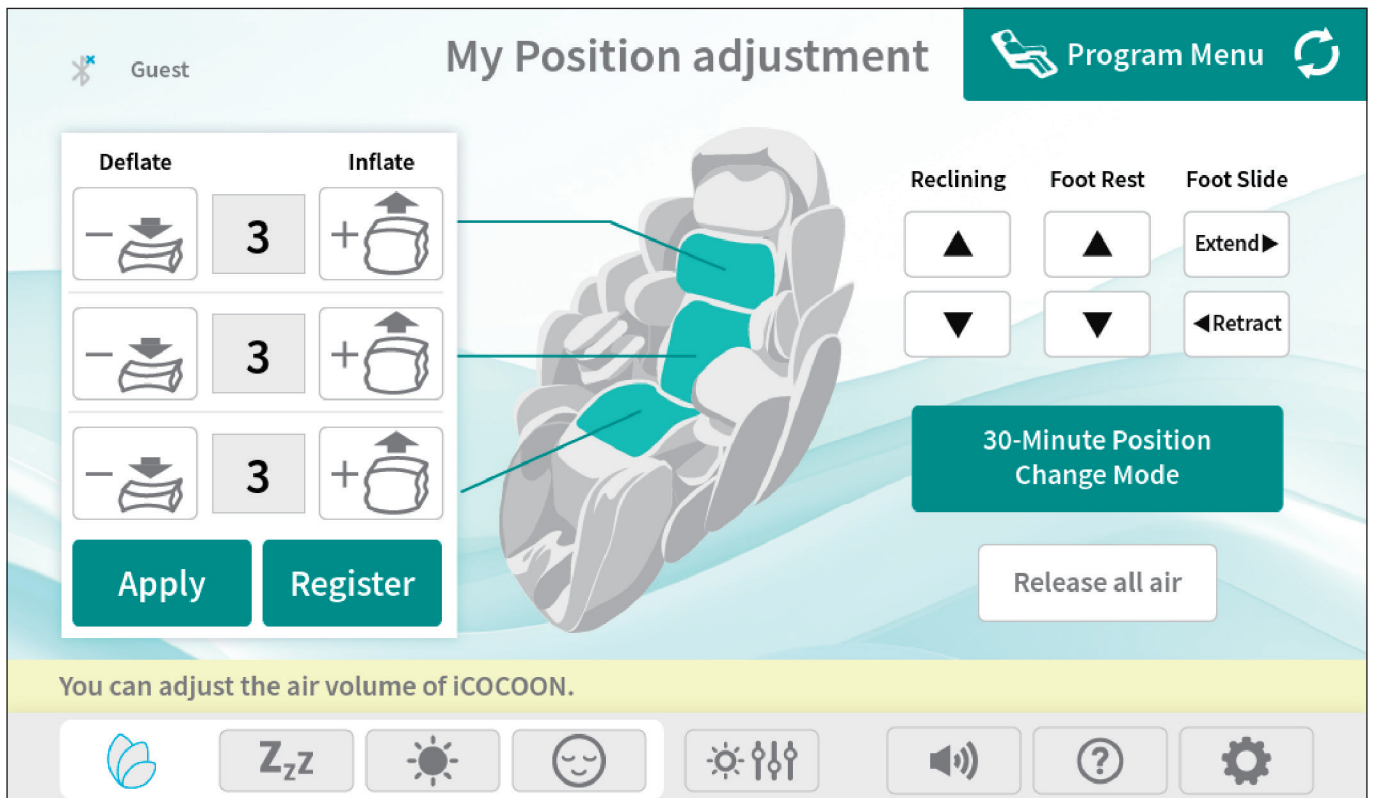 Guest
My Position adjustment
Program Menu
Deflate
Inflate
− 3 +
− 3 +
− 3 +
Apply
Register
Reclining
Foot Rest
Foot Slide
▲
▲
Extend▶
▼
▼
◀Retract
30-Minute Position
Change Mode
Release all air
You can adjust the air volume of iCOCOON.
ZzZ
?